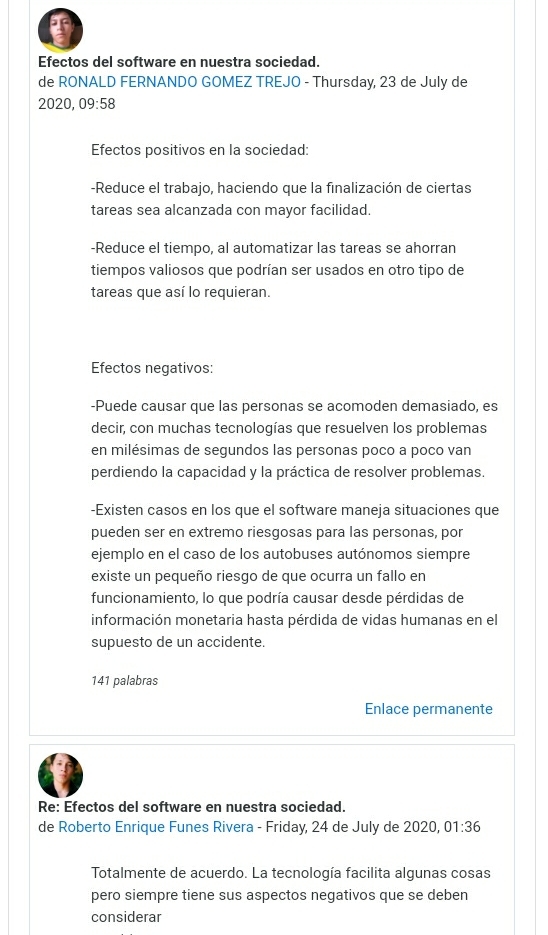 Efectos del software en nuestra sociedad.
de RONALD FERNANDO GOMEZ TREJO - Thursday, 23 de July de
2020, 09:58
Efectos positivos en la sociedad:
-Reduce el trabajo, haciendo que la finalización de ciertas
tareas sea alcanzada con mayor facilidad.
-Reduce el tiempo, al automatizar las tareas se ahorran
tiempos valiosos que podrían ser usados en otro tipo de
tareas que así lo requieran.
Efectos negativos:
-Puede causar que las personas se acomoden demasiado, es
decir, con muchas tecnologías que resuelven los problemas
en milésimas de segundos las personas poco a poco van
perdiendo la capacidad y la práctica de resolver problemas.
-Existen casos en los que el software maneja situaciones que
pueden ser en extremo riesgosas para las personas, por
ejemplo en el caso de los autobuses autónomos siempre
existe un pequeño riesgo de que ocurra un fallo en
funcionamiento, lo que podría causar desde pérdidas de
información monetaria hasta pérdida de vidas humanas en el
supuesto de un accidente.
141 palabras
Enlace permanente
Re: Efectos del software en nuestra sociedad.
de Roberto Enrique Funes Rivera - Friday, 24 de July de 2020, 01:36
Totalmente de acuerdo. La tecnología facilita algunas cosas
pero siempre tiene sus aspectos negativos que se deben
considerar